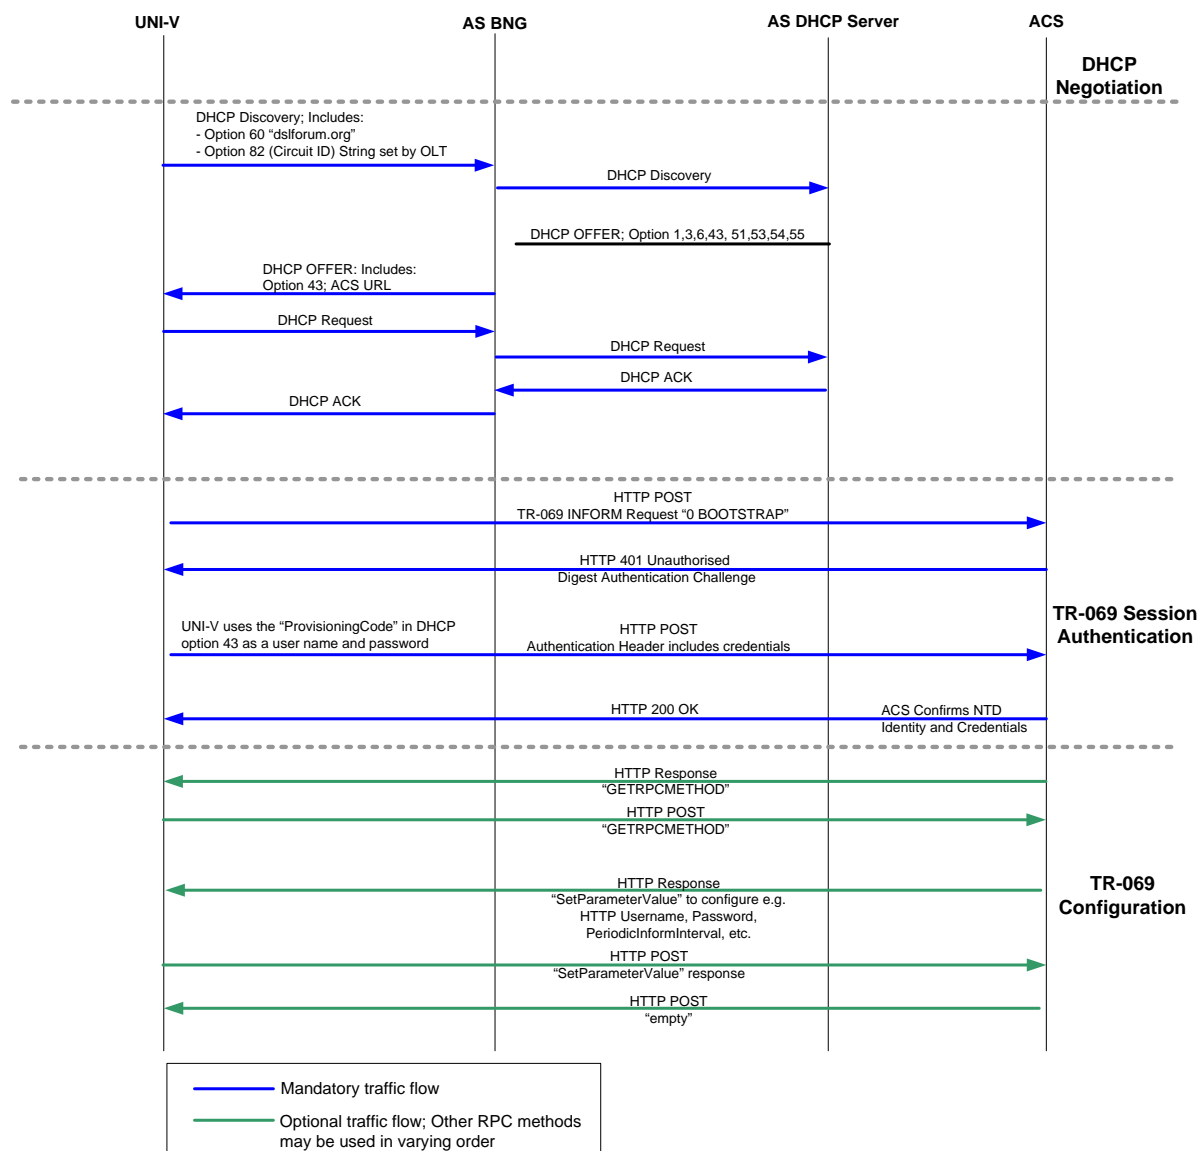 UNI-V
AS BNG
AS DHCP Server
ACS
DHCP
Negotiation
DHCP Discovery; Includes:
- Option 60 “dslforum.org”
- Option 82 (Circuit ID) String set by OLT
DHCP Discovery
DHCP OFFER; Option 1,3,6,43, 51,53,54,55
DHCP OFFER: Includes:
Option 43; ACS URL
DHCP Request
DHCP Request
DHCP ACK
DHCP ACK
HTTP POST
TR-069 INFORM Request “0 BOOTSTRAP”
HTTP 401 Unauthorised
Digest Authentication Challenge
TR-069 Session
Authentication
UNI-V uses the “ProvisioningCode” in DHCP
option 43 as a user name and password
HTTP POST
Authentication Header includes credentials
HTTP 200 OK
ACS Confirms NTD
Identity and Credentials
HTTP Response
“GETRPCMETHOD”
HTTP POST
“GETRPCMETHOD”
HTTP Response
“SetParameterValue” to configure e.g.
HTTP Username, Password,
PeriodicInformInterval, etc.
TR-069
Configuration
HTTP POST
“SetParameterValue” response
HTTP POST
“empty”
Mandatory traffic flow
Optional traffic flow; Other RPC methods
may be used in varying order